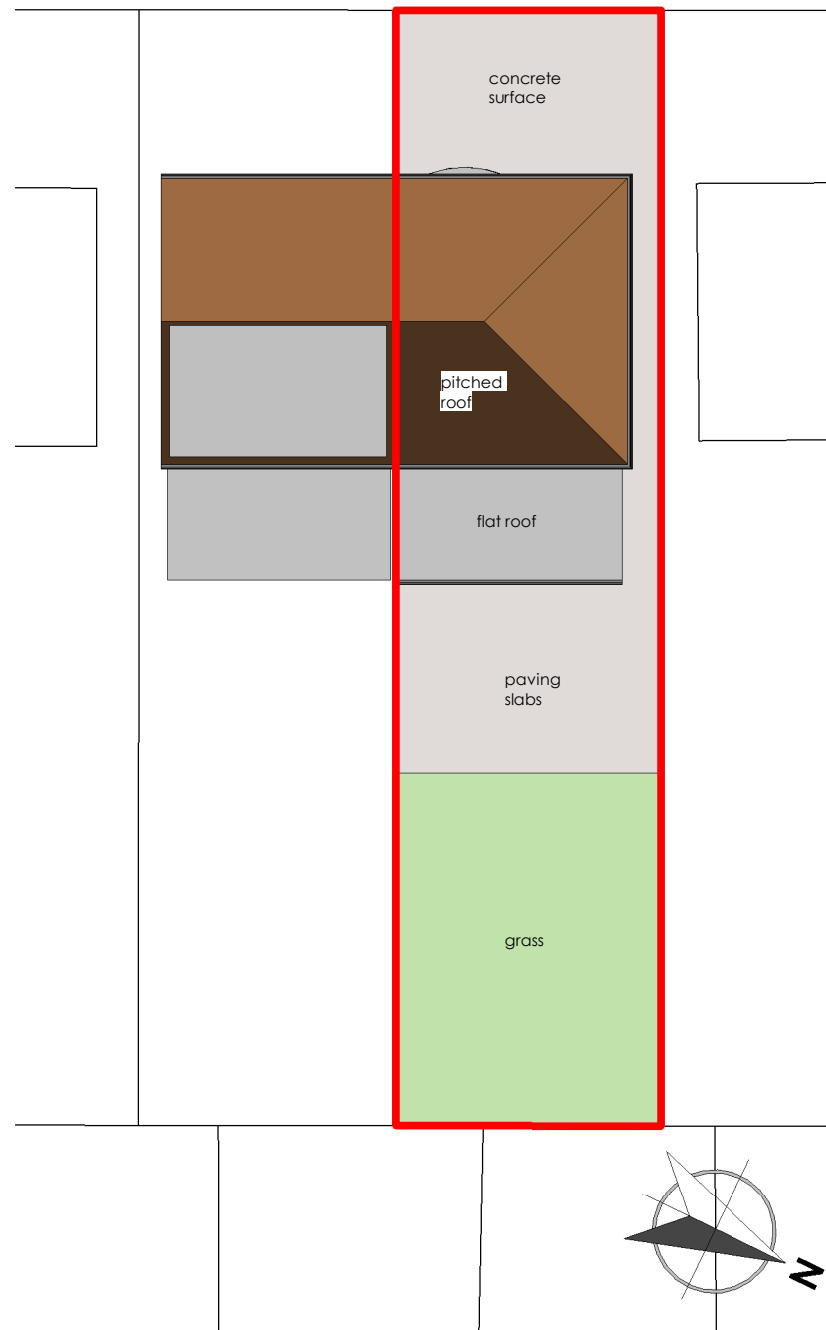 concrete
surface
pitched
roof
flat roof
paving
slabs
grass
N